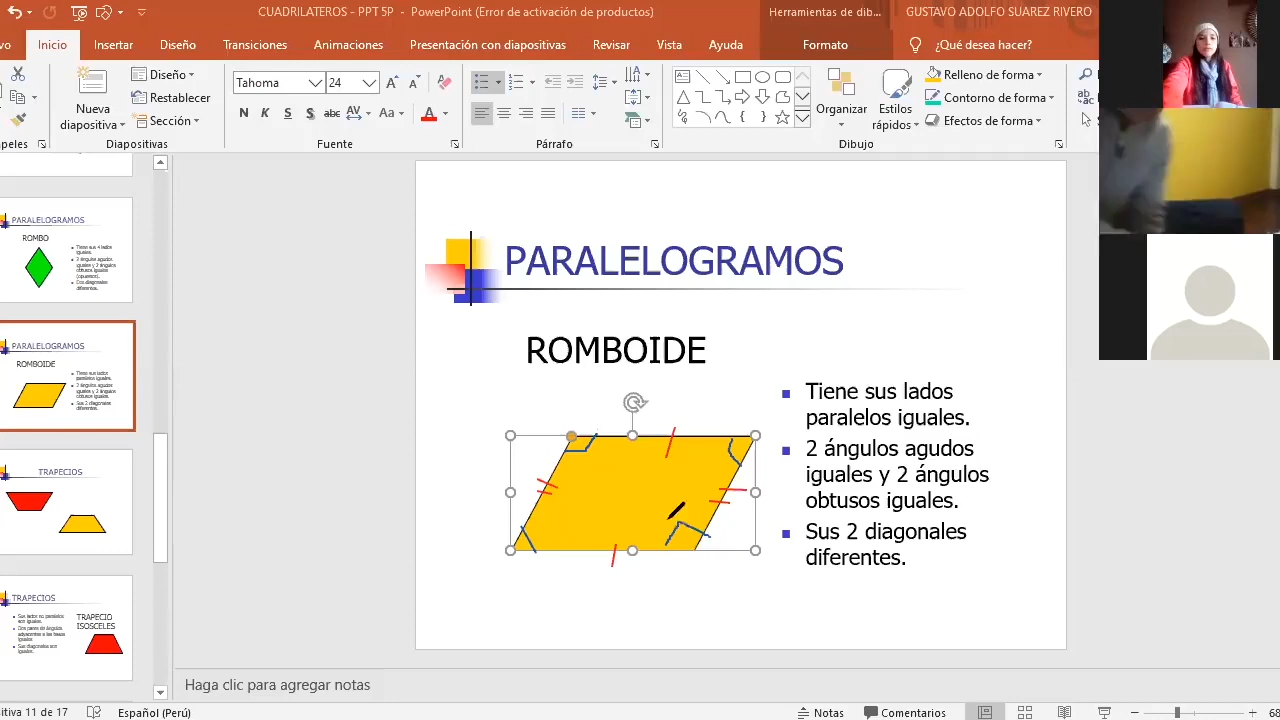 CUADRILATEROS - PPT 5P - PowerPoint (Error de activación de productos)
Herramientas de dib...
GUSTAVO ADOLFO SUAREZ RIVERO
Inicio
Insertar
Diseño
Transiciones
Animaciones
Presentación con diapositivas
Revisar
Vista
Ayuda
Formato
¿Qué desea hacer?
Nueva diapositiva
Diseño
Restablecer
Sección
Diapositivas
Tahoma
24
N K S S abc AV Aa A
Fuente
Párrafo
Organizar
Estilos rápidos
Relleno de forma
Contorno de forma
Efectos de forma
Dibujo
PARALELOGRAMOS
ROMBO
Tiene sus 4 lados iguales.
2 ángulos agudos iguales y 2 ángulos obtusos iguales (opuestos).
Dos diagonales diferentes.
PARALELOGRAMOS
ROMBOIDE
Tiene sus lados paralelos iguales.
2 ángulos agudos iguales y 2 ángulos obtusos iguales.
Sus 2 diagonales diferentes.
TRAPECIOS
TRAPECIOS
Sus lados no paralelos son iguales.
Dos pares de ángulos adyacentes a las bases iguales
Sus diagonales son iguales.
TRAPECIO ISOSCELES
PARALELOGRAMOS
ROMBOIDE
Tiene sus lados
paralelos iguales.
2 ángulos agudos
iguales y 2 ángulos
obtusos iguales.
Sus 2 diagonales
diferentes.
Haga clic para agregar notas
11 de 17
Español (Perú)
Notas
Comentarios